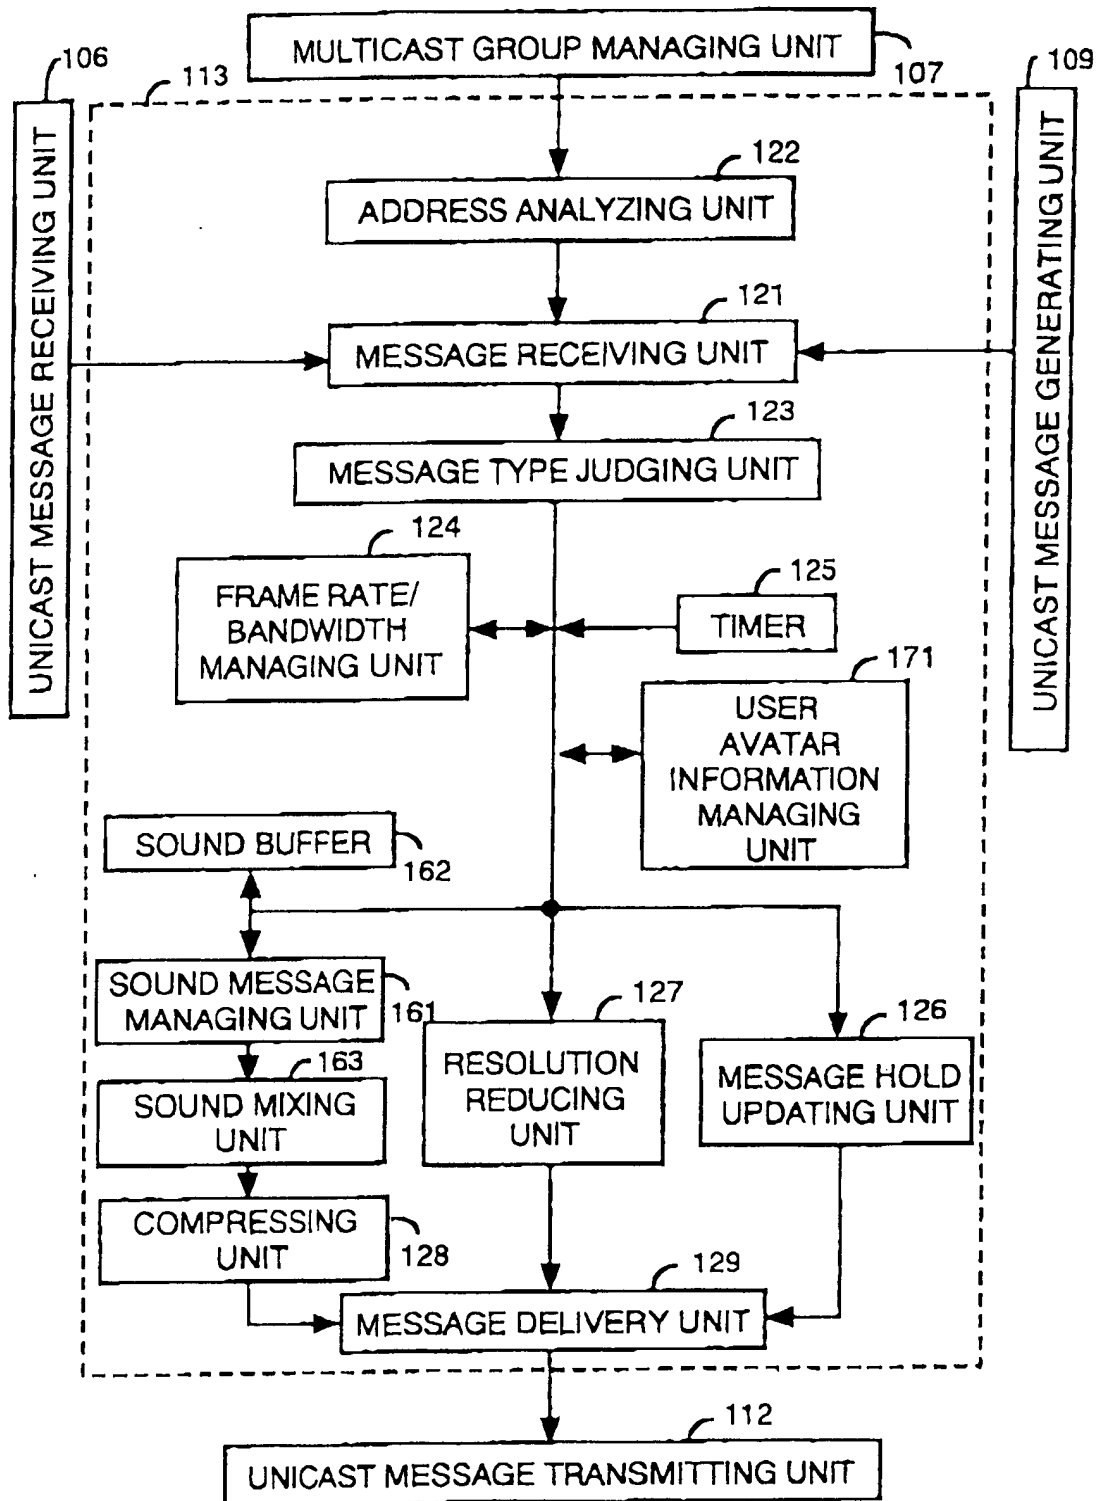 MULTICAST GROUP MANAGING UNIT
107
106
113
109
UNICAST MESSAGE RECEIVING UNIT
UNICAST MESSAGE GENERATING UNIT
122
ADDRESS ANALYZING UNIT
121
MESSAGE RECEIVING UNIT
123
MESSAGE TYPE JUDGING UNIT
124
FRAME RATE/
BANDWIDTH
MANAGING UNIT
125
TIMER
171
USER
AVATAR
INFORMATION
MANAGING
UNIT
SOUND BUFFER
162
SOUND MESSAGE
MANAGING UNIT
161
163
SOUND MIXING
UNIT
COMPRESSING
UNIT
128
127
RESOLUTION
REDUCING
UNIT
126
MESSAGE HOLD
UPDATING UNIT
129
MESSAGE DELIVERY UNIT
112
UNICAST MESSAGE TRANSMITTING UNIT